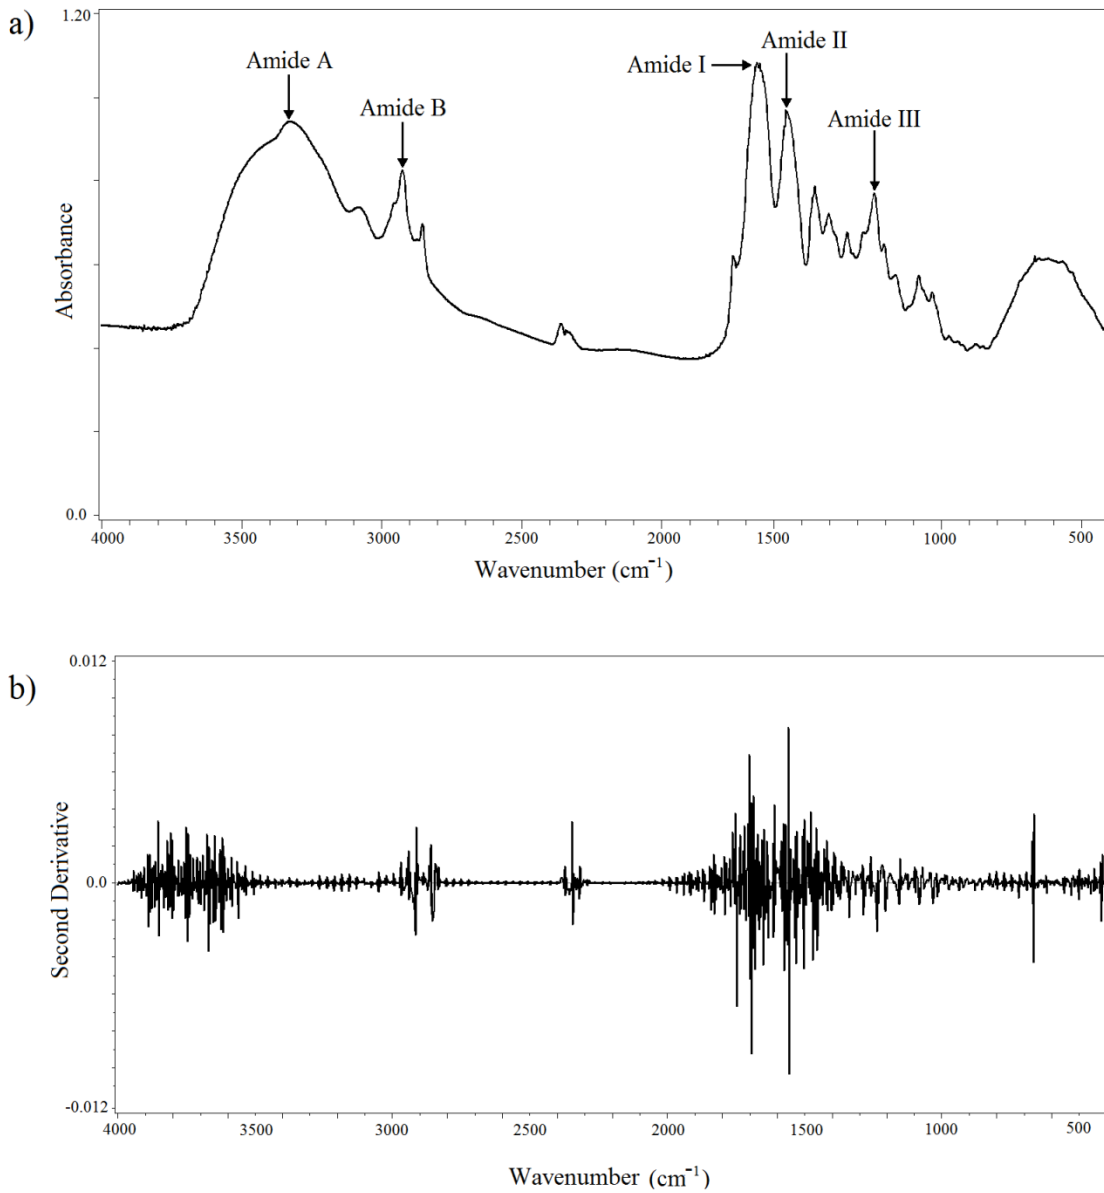 a)
1.20
Amide A
Amide B
Amide I
Amide II
Amide III
Absorbance
0.0
4000 3500 3000 2500 2000 1500 1000 500
Wavenumber (cm⁻¹)
b)
0.012
Second Derivative
0.0
-0.012
4000 3500 3000 2500 2000 1500 1000 500
Wavenumber (cm⁻¹)